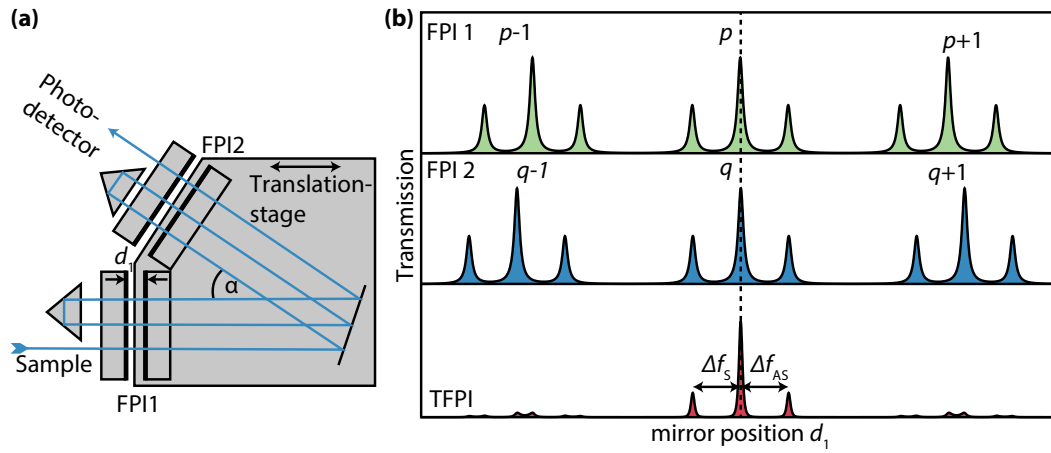 (a)
Photo-
detector
FPI2
Translation-
stage
d₁
α
Sample
FPI1
(b)
FPI 1
p-1
p
p+1
FPI 2
q-1
q
q+1
Transmission
TFPI
Δf_S
Δf_AS
mirror position d₁